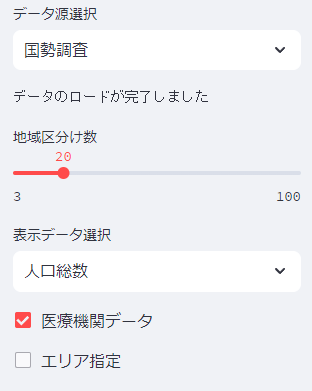 データ源選択
国勢調査
データのロードが完了しました
地域区分け数
20
3 100
表示データ選択
人口総数
医療機関データ
エリア指定